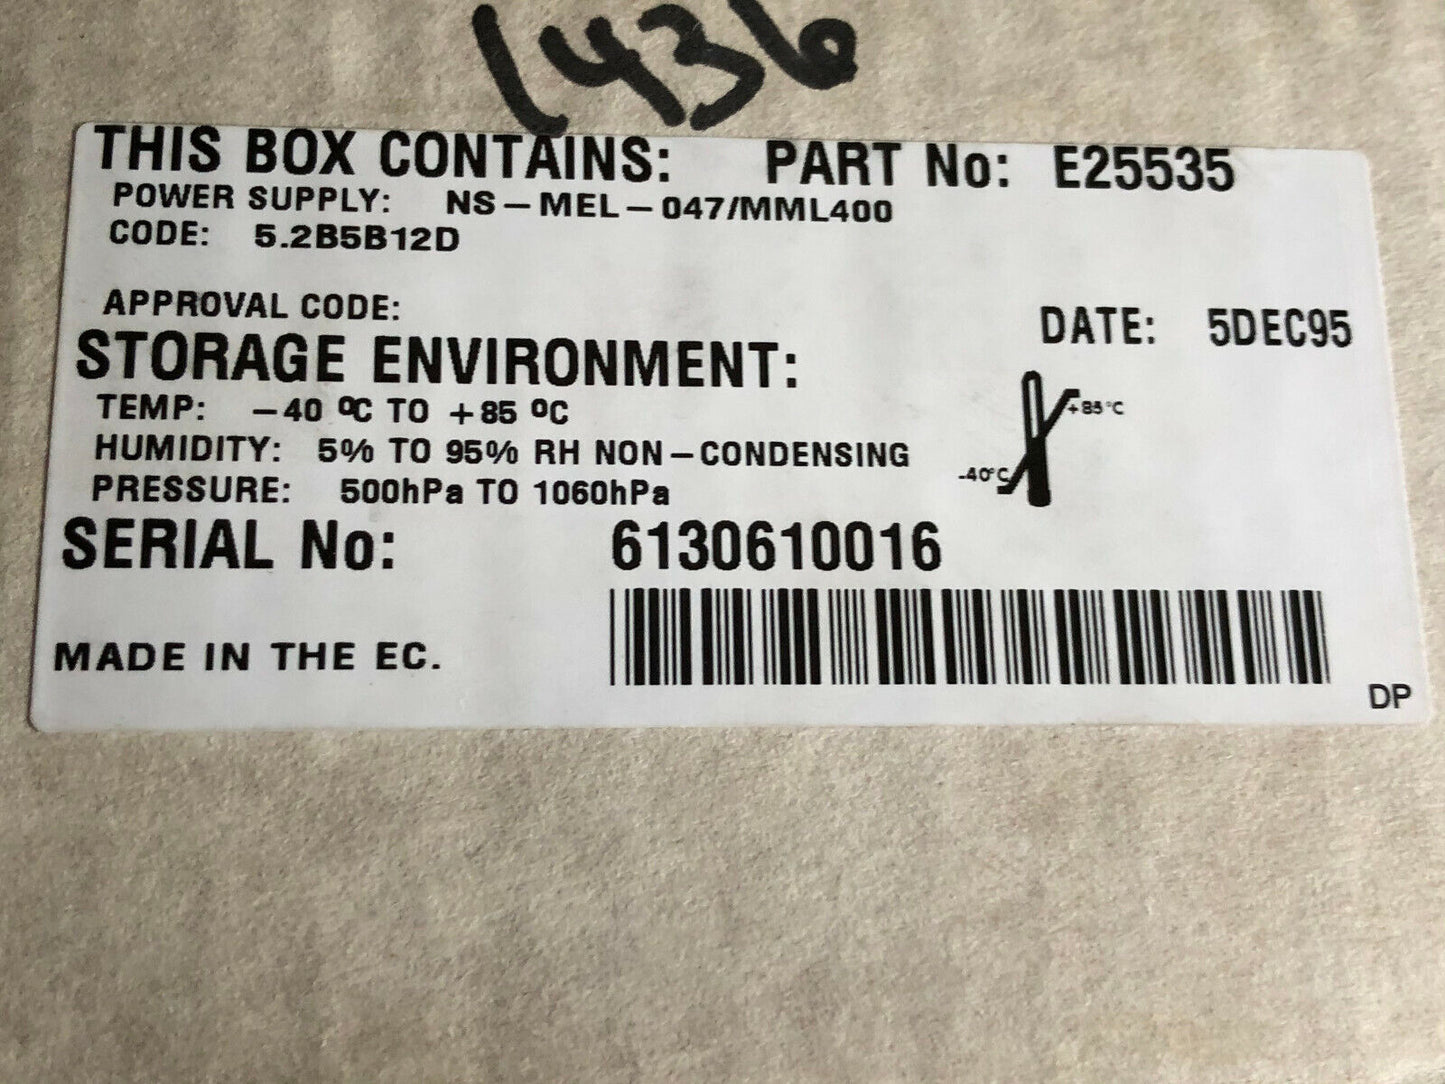 1436
THIS BOX CONTAINS: PART No: E25535
POWER SUPPLY: NS-MEL-047/MML400
CODE: 5.2B5B12D
APPROVAL CODE:
DATE: 5DEC95
STORAGE ENVIRONMENT:
TEMP: -40 ºC TO +85 ºC
HUMIDITY: 5% TO 95% RH NON-CONDENSING
PRESSURE: 500hPa TO 1060hPa
+85°C
-40°C
SERIAL No: 6130610016
MADE IN THE EC.
DP